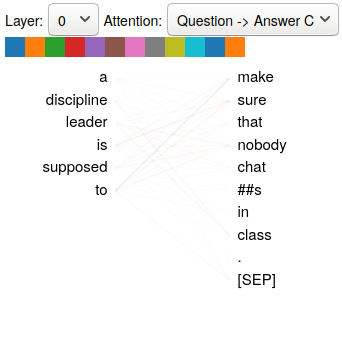 Layer: 0 Attention: Question -> Answer C
a make
discipline sure
leader that
is nobody
supposed chat
to ##s
in
class
.
[SEP]